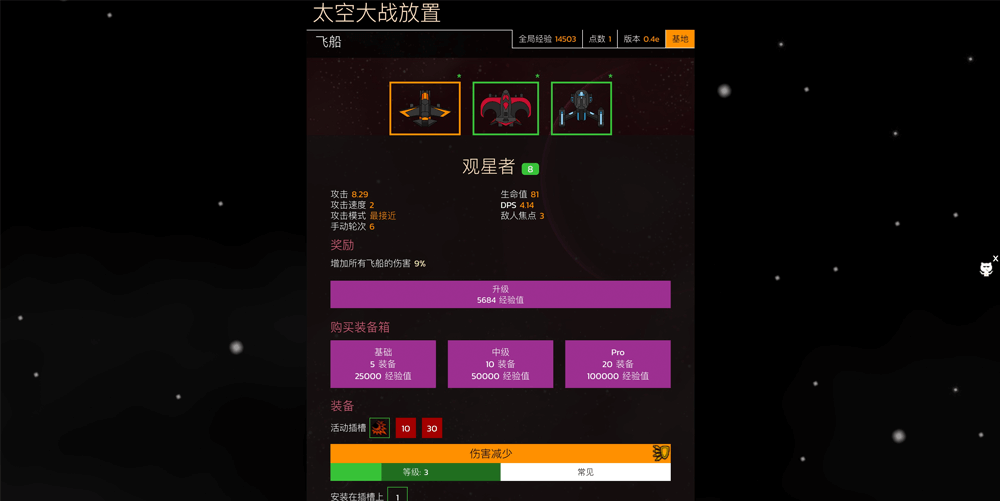 太空大战放置
飞船
全局经验 14503 点数 1 版本 0.4e 基地
* * *
观星者 8
攻击 8.29
攻击速度 2
攻击模式 最接近
手动轮次 6
生命值 81
DPS 4.14
敌人焦点 3
奖励
增加所有飞船的伤害 9%
升级
5684 经验值
购买装备箱
基础
5 装备
25000 经验值
中级
10 装备
50000 经验值
Pro
20 装备
100000 经验值
装备
活动插槽 10 30
伤害减少
等级: 3 常见
安装在插槽上 1
x